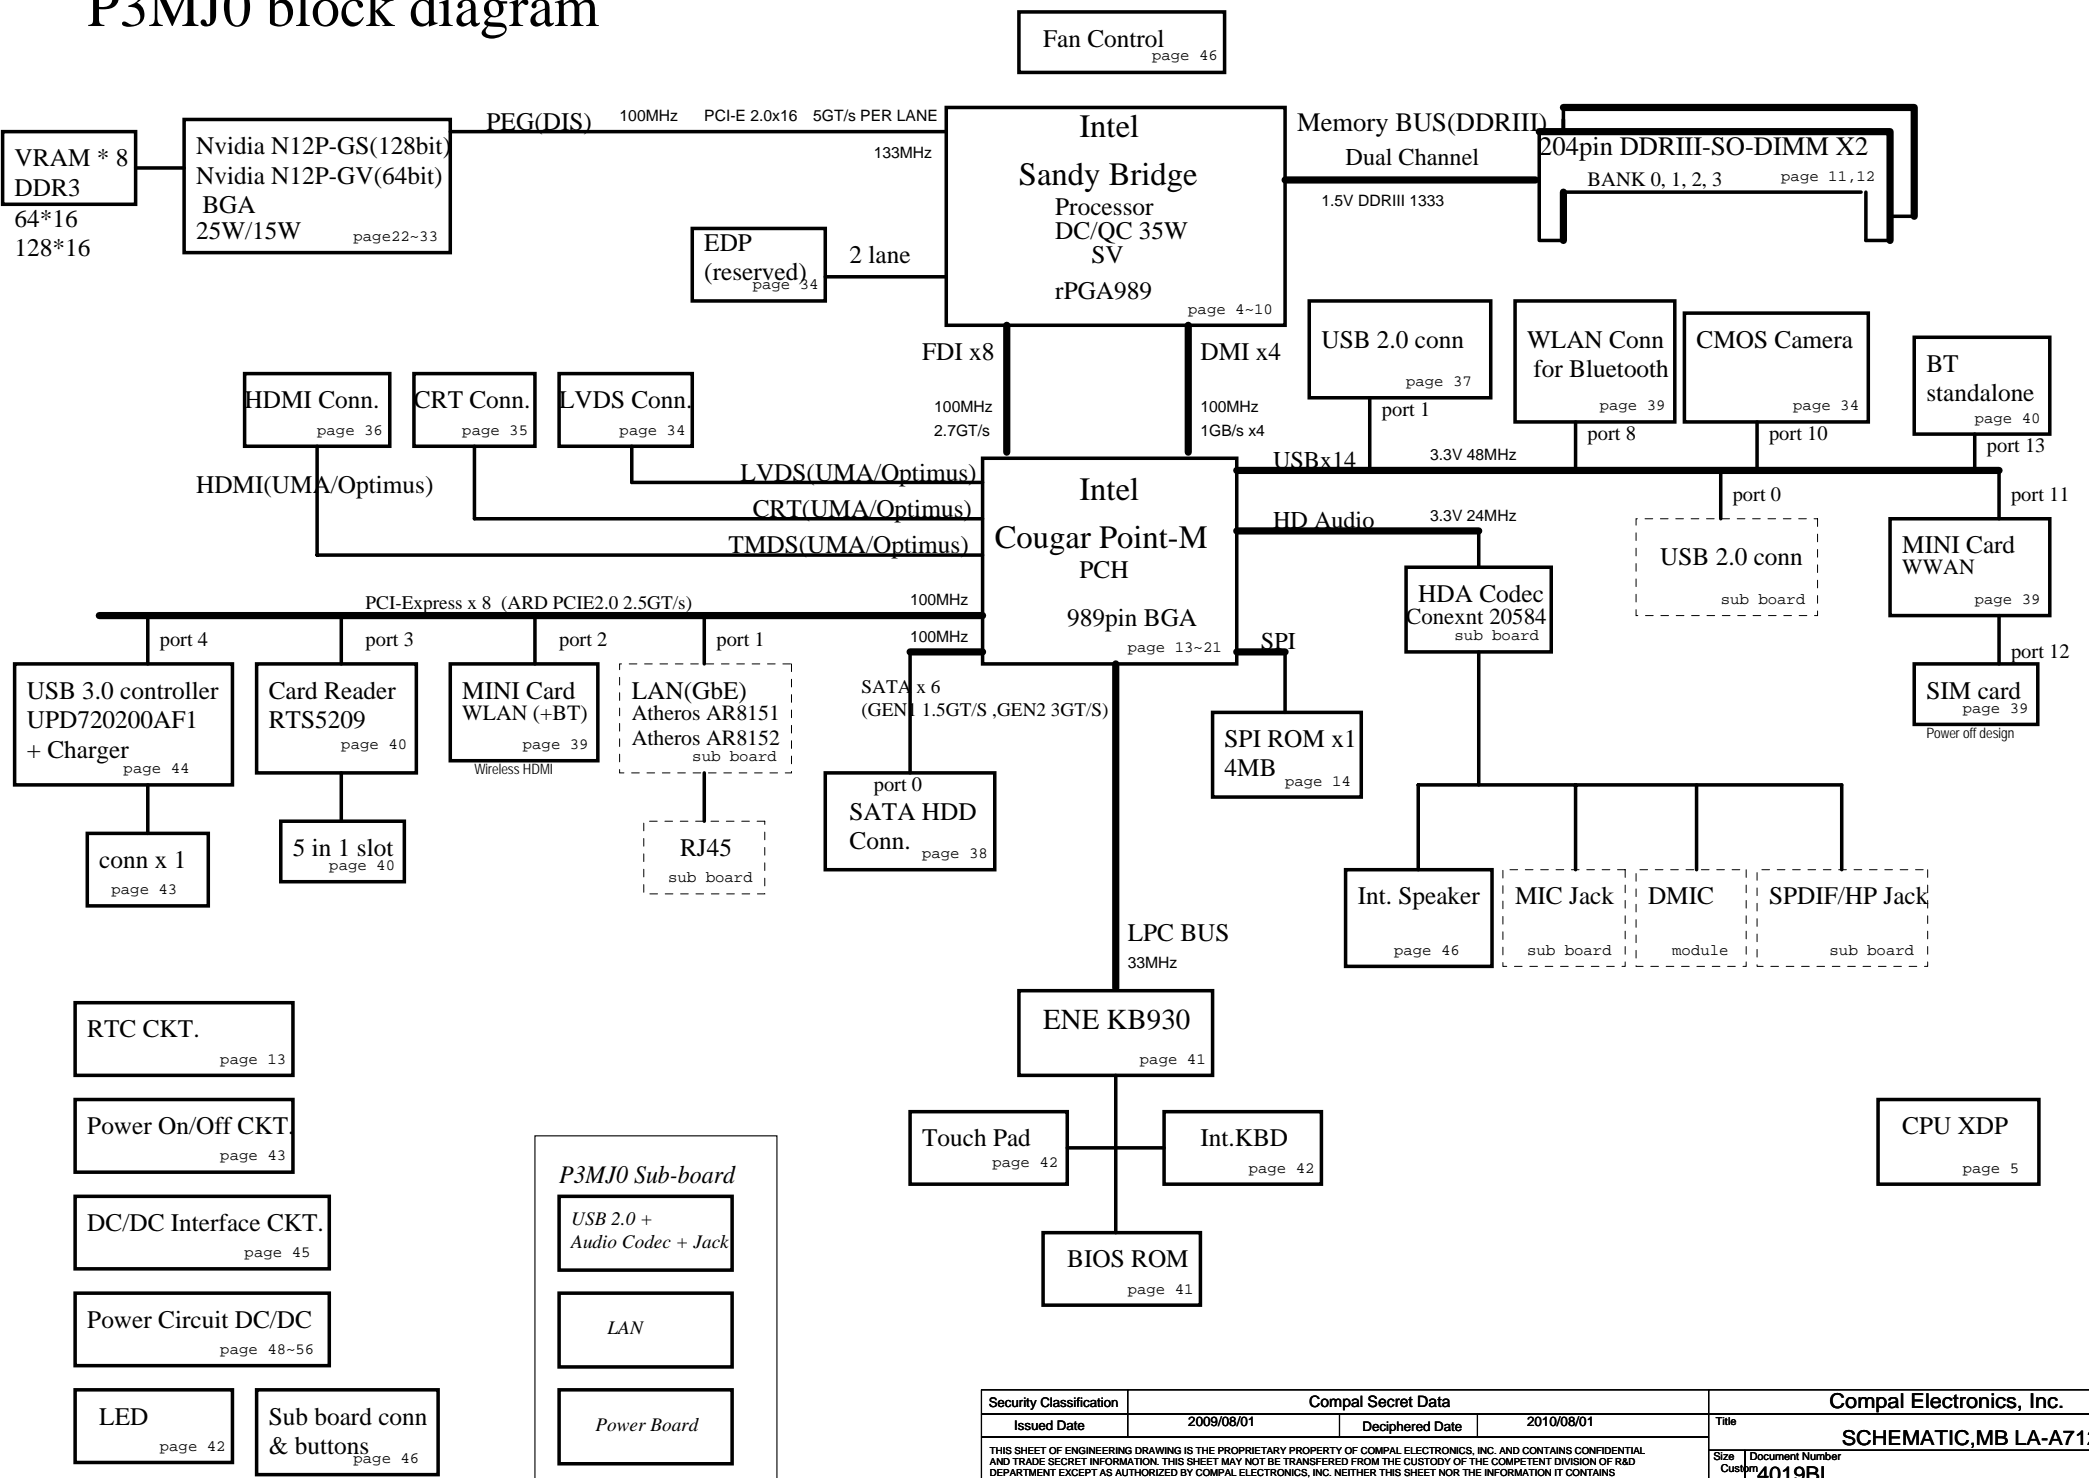 P3MJ0 block diagram
Fan Control
page 46
VRAM * 8
DDR3
64*16
128*16
Nvidia N12P-GS(128bit)
Nvidia N12P-GV(64bit)
BGA
25W/15W
page22~33
PEG(DIS)
100MHz
PCI-E 2.0x16
5GT/s PER LANE
133MHz
EDP
(reserved)
page 34
2 lane
Intel
Sandy Bridge
Processor
DC/QC 35W
SV
rPGA989
page 4~10
Memory BUS(DDRIII)
Dual Channel
1.5V DDRIII 1333
204pin DDRIII-SO-DIMM X2
BANK 0, 1, 2, 3
page 11,12
FDI x8
100MHz
2.7GT/s
DMI x4
100MHz
1GB/s x4
USB 2.0 conn
page 37
port 1
WLAN Conn
for Bluetooth
page 39
port 8
CMOS Camera
page 34
port 10
BT
standalone
page 40
port 13
HDMI Conn.
page 36
CRT Conn.
page 35
LVDS Conn.
page 34
HDMI(UMA/Optimus)
LVDS(UMA/Optimus)
CRT(UMA/Optimus)
TMDS(UMA/Optimus)
Intel
Cougar Point-M
PCH
989pin BGA
page 13~21
USBx14
3.3V 48MHz
HD Audio
3.3V 24MHz
port 0
USB 2.0 conn
sub board
port 11
MINI Card
WWAN
page 39
port 12
SIM card
page 39
Power off design
HDA Codec
Conexnt 20584
sub board
PCI-Express x 8 (ARD PCIE2.0 2.5GT/s)
100MHz
100MHz
port 4
port 3
port 2
port 1
USB 3.0 controller
UPD720200AF1
+ Charger
page 44
Card Reader
RTS5209
page 40
MINI Card
WLAN (+BT)
page 39
Wireless HDMI
LAN(GbE)
Atheros AR8151
Atheros AR8152
sub board
SATA x 6
(GEN1 1.5GT/S ,GEN2 3GT/S)
SPI
SPI ROM x1
4MB
page 14
port 0
SATA HDD
Conn.
page 38
conn x 1
page 43
5 in 1 slot
page 40
RJ45
sub board
Int. Speaker
page 46
MIC Jack
sub board
DMIC
module
SPDIF/HP Jack
sub board
LPC BUS
33MHz
ENE KB930
page 41
Touch Pad
page 42
Int.KBD
page 42
BIOS ROM
page 41
CPU XDP
page 5
RTC CKT.
page 13
Power On/Off CKT.
page 43
DC/DC Interface CKT.
page 45
Power Circuit DC/DC
page 48~56
LED
page 42
Sub board conn
& buttons
page 46
P3MJ0 Sub-board
USB 2.0 +
Audio Codec + Jack
LAN
Power Board
Security Classification
Compal Secret Data
Issued Date
2009/08/01
Deciphered Date
2010/08/01
THIS SHEET OF ENGINEERING DRAWING IS THE PROPRIETARY PROPERTY OF COMPAL ELECTRONICS, INC. AND CONTAINS CONFIDENTIAL
AND TRADE SECRET INFORMATION. THIS SHEET MAY NOT BE TRANSFERED FROM THE CUSTODY OF THE COMPETENT DIVISION OF R&D
DEPARTMENT EXCEPT AS AUTHORIZED BY COMPAL ELECTRONICS, INC. NEITHER THIS SHEET NOR THE INFORMATION IT CONTAINS
Compal Electronics, Inc.
Title
SCHEMATIC,MB LA-A712
Size
Document Number
Custom
4019BI